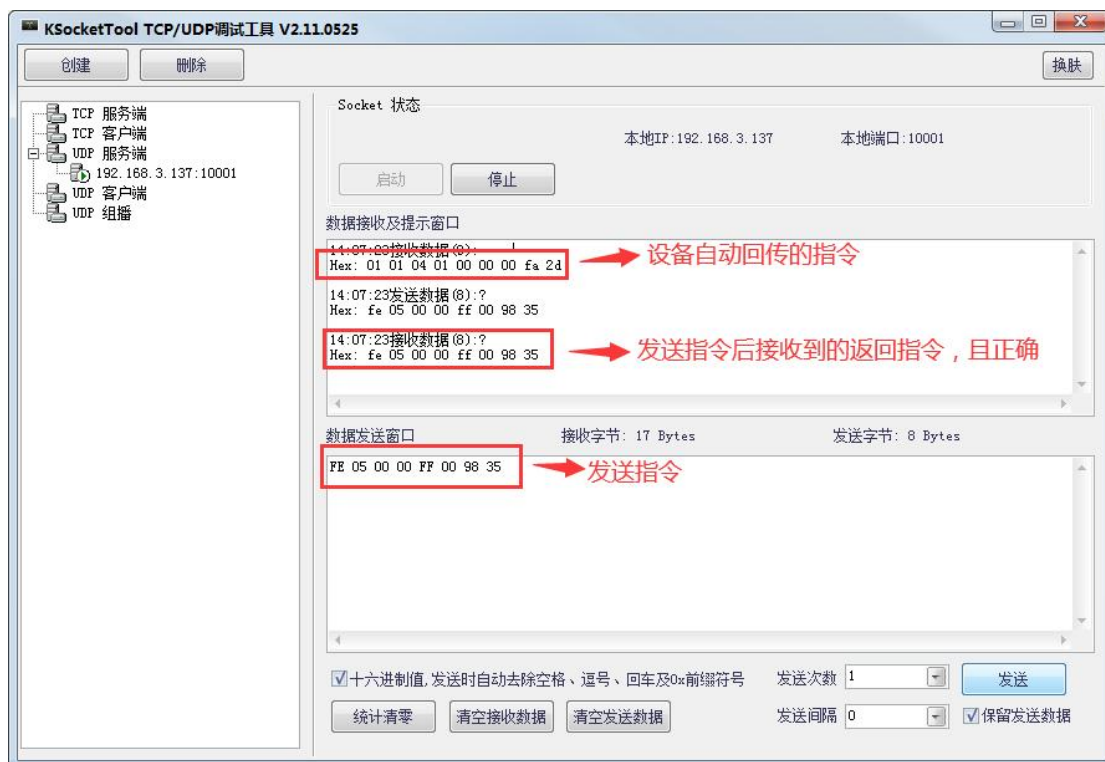 KSocketTool TCP/UDP调试工具 V2.11.0525
创建 删除 换肤
TCP 服务端
TCP 客户端
UDP 服务端
192.168.3.137:10001
UDP 客户端
UDP 组播
Socket 状态
本地IP:192.168.3.137 本地端口:10001
启动 停止
数据接收及提示窗口
Hex: 01 01 04 01 00 00 00 fa 2d
设备自动回传的指令
14:07:23发送数据(8):?
Hex: fe 05 00 00 ff 00 98 35
14:07:23接收数据(8):?
Hex: fe 05 00 00 ff 00 98 35
发送指令后接收到的返回指令，且正确
数据发送窗口 接收字节: 17 Bytes 发送字节: 8 Bytes
FE 05 00 00 FF 00 98 35
发送指令
十六进制值,发送时自动去除空格、逗号、回车及0x前缀符号 发送次数 1 发送
统计清零 清空接收数据 清空发送数据 发送间隔 0 保留发送数据